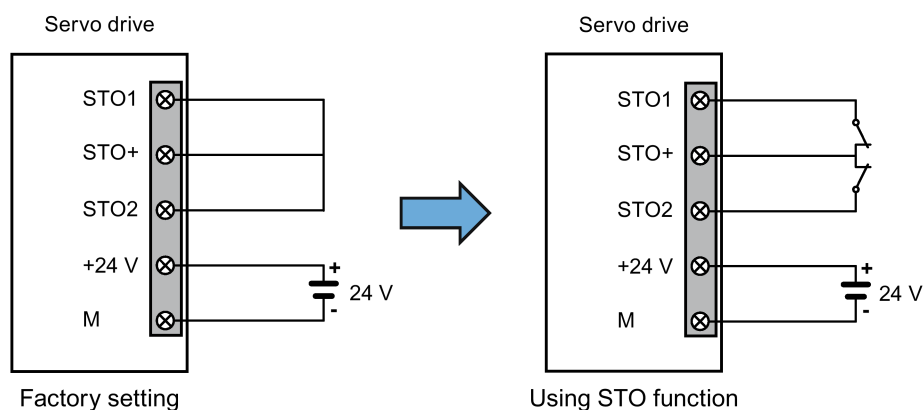 Servo drive
STO1
STO+
STO2
+24 V
M
+
-
24 V
Factory setting
Servo drive
STO1
STO+
STO2
+24 V
M
+
-
24 V
Using STO function